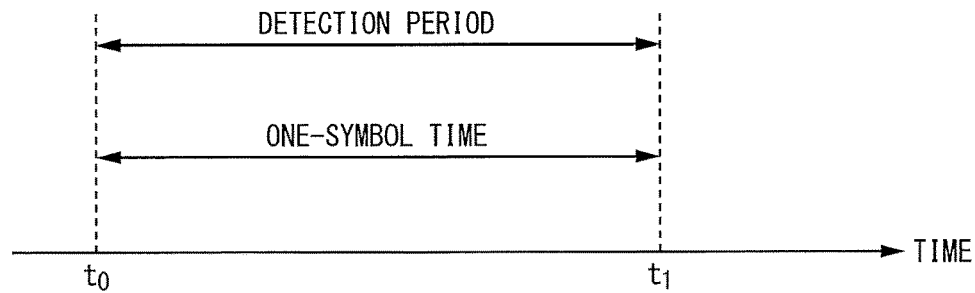 DETECTION PERIOD
ONE-SYMBOL TIME
TIME
t₀
t₁